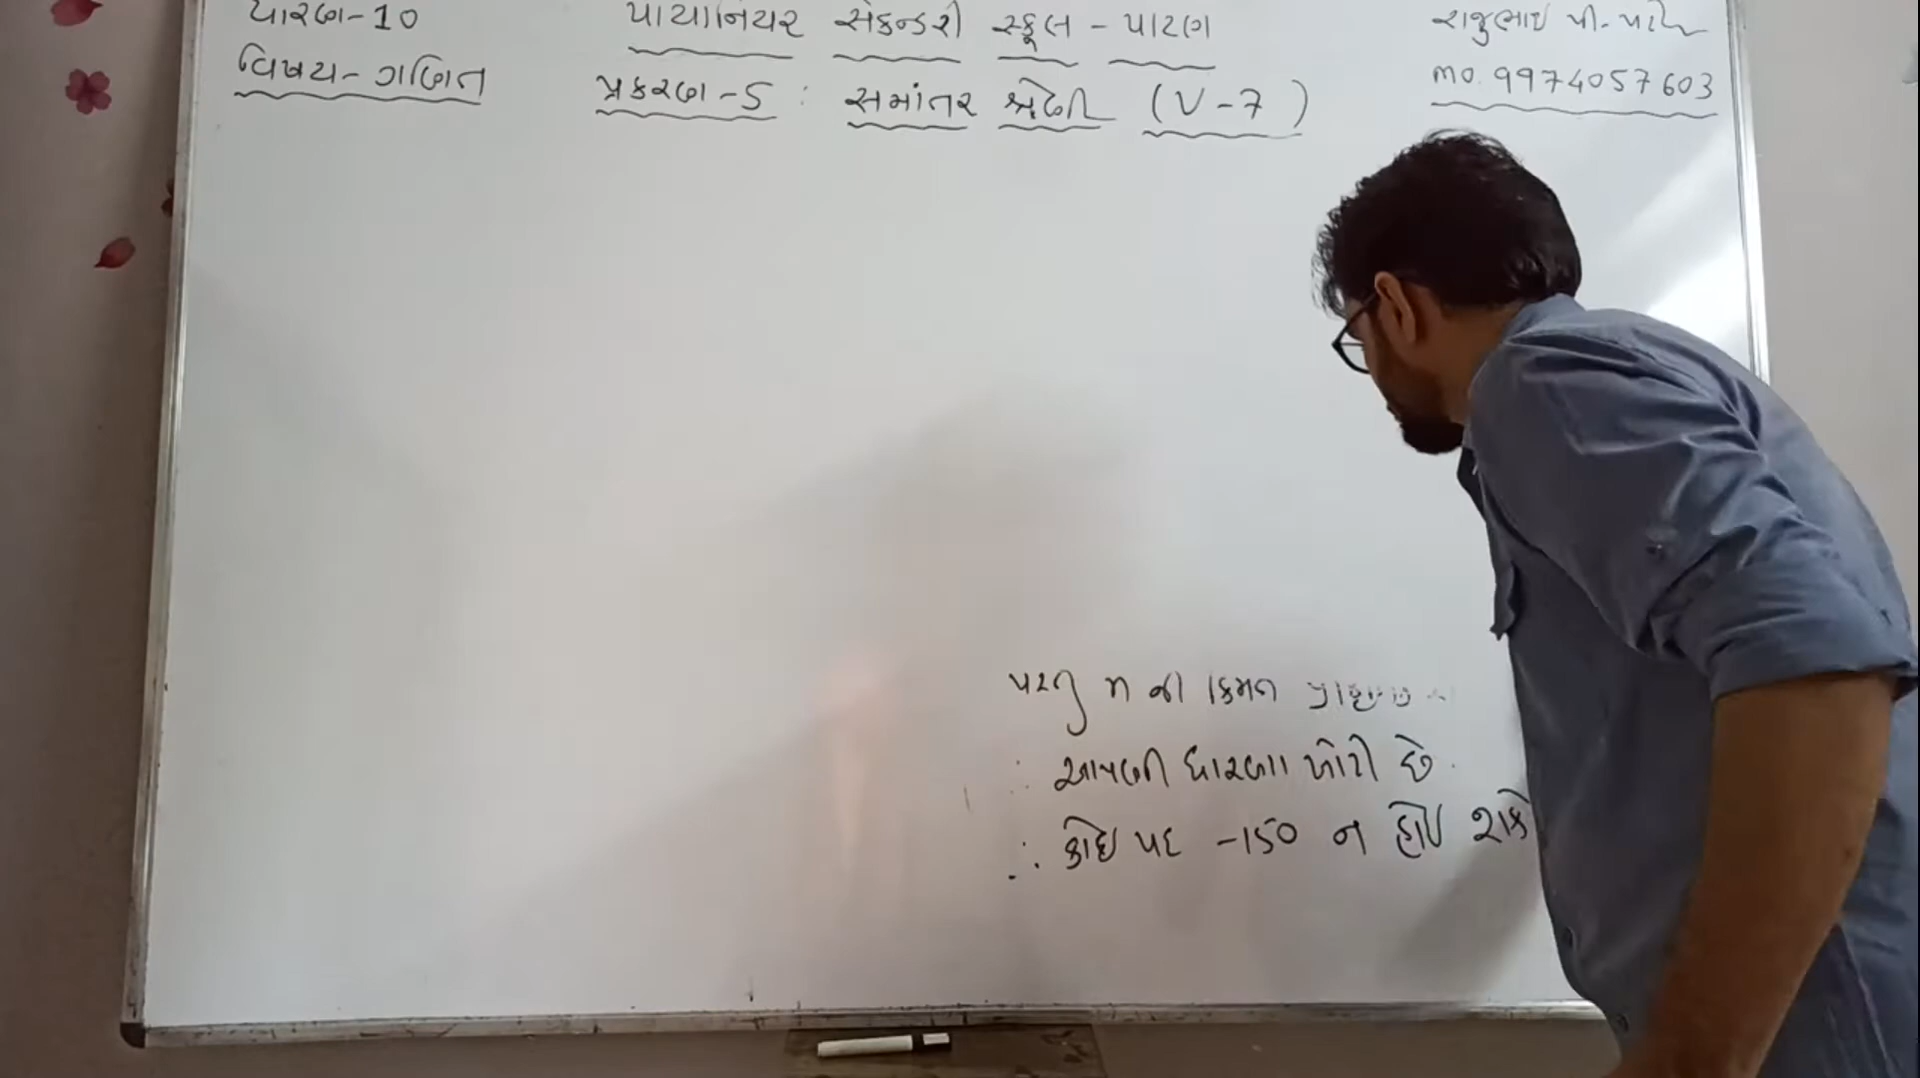 ધોરણ-10
પાયોનિયર સેકન્ડરી સ્કૂલ - પાટણ
રાજુભાઇ પી. પટેલ
વિષય - ગણિત
પ્રકરણ - 5 : સમાંતર શ્રેઢી (V-7)
mo. 9974057603
પરંતુ n ની કિંમત
∴ આપણી ધારણા ખોટી છે.
∴ કોઇ પદ -150 ન હોઇ શકે